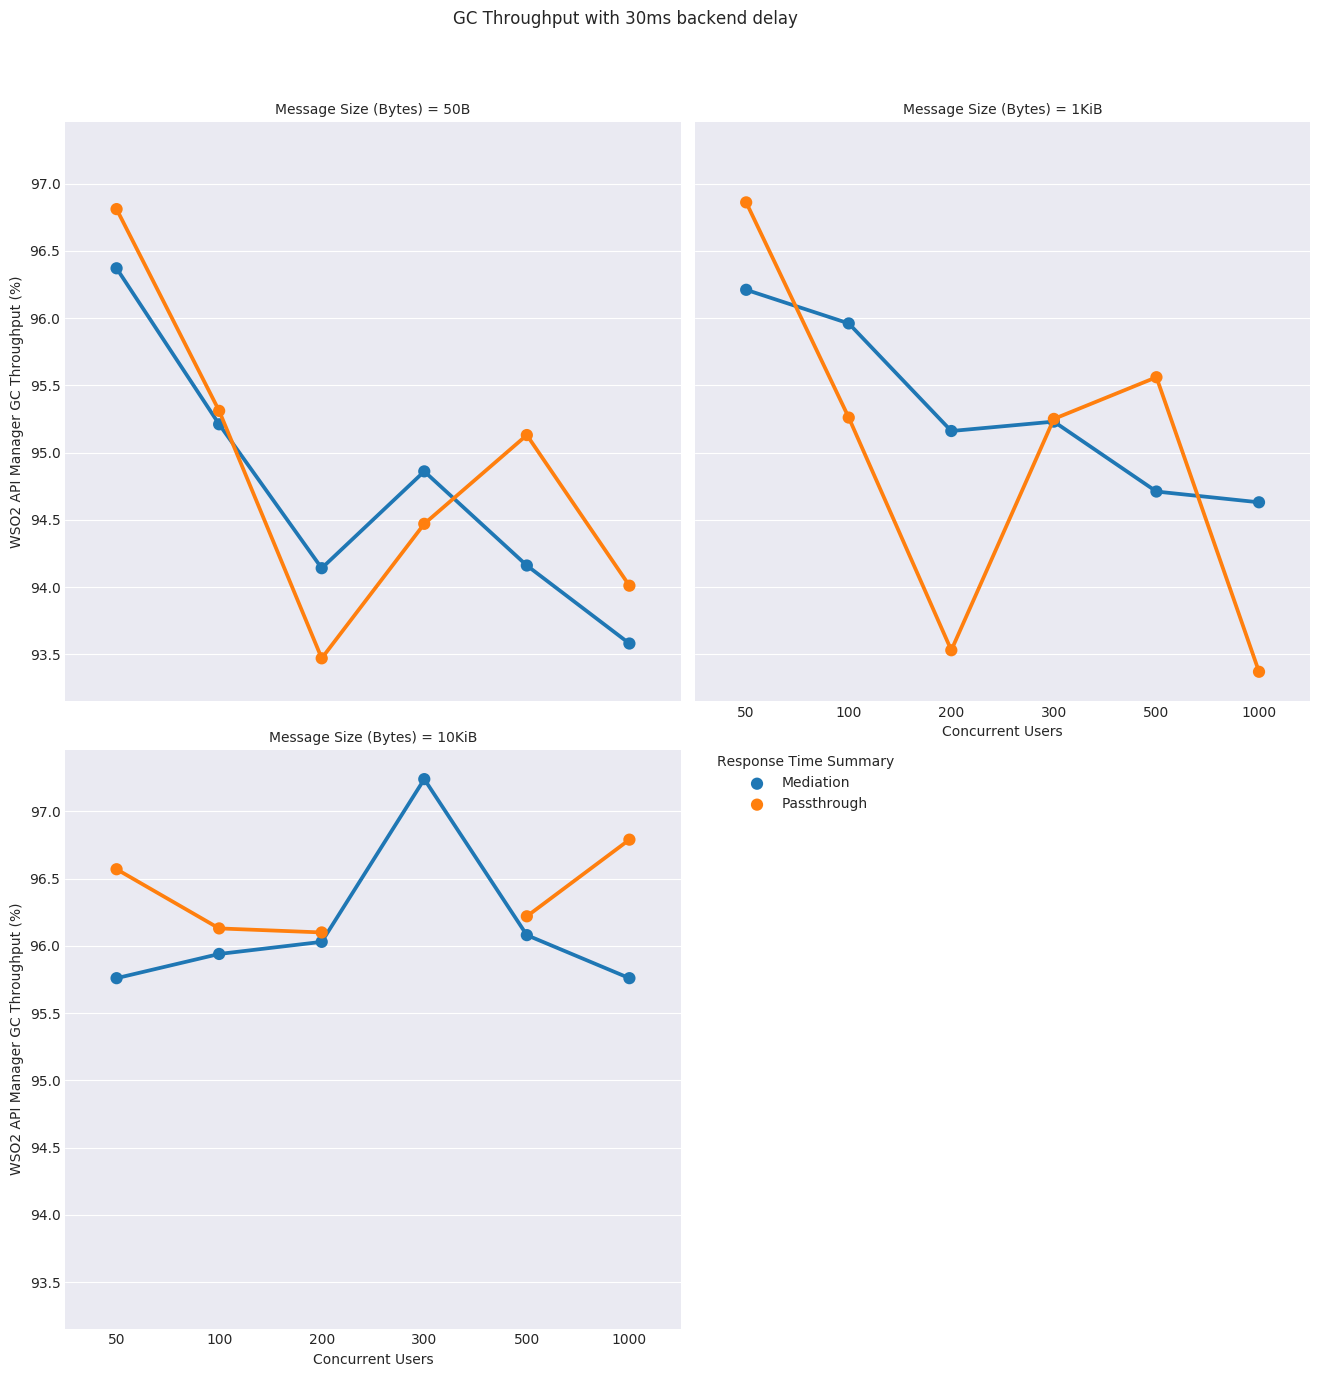 GC Throughput with 30ms backend delay
Message Size (Bytes) = 50B
WSO2 API Manager GC Throughput (%)
97.0
96.5
96.0
95.5
95.0
94.5
94.0
93.5
Message Size (Bytes) = 1KiB
50 100 200 300 500 1000
Concurrent Users
Message Size (Bytes) = 10KiB
WSO2 API Manager GC Throughput (%)
97.0
96.5
96.0
95.5
95.0
94.5
94.0
93.5
50 100 200 300 500 1000
Concurrent Users
Response Time Summary
Mediation
Passthrough